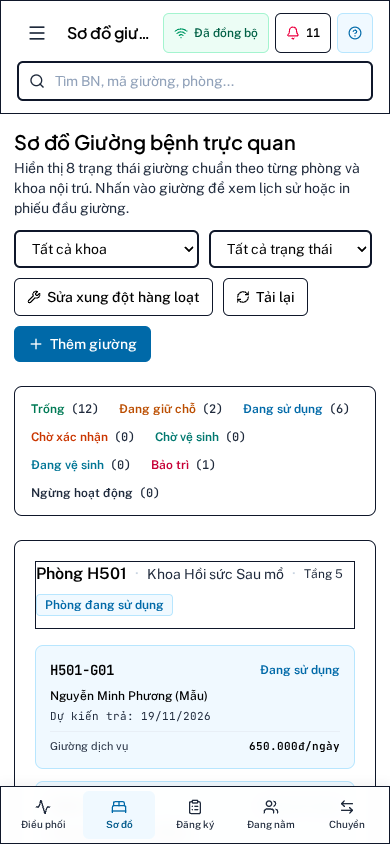 Sơ đồ giư...
Đã đồng bộ
11
Tìm BN, mã giường, phòng...
Sơ đồ Giường bệnh trực quan
Hiển thị 8 trạng thái giường chuẩn theo từng phòng và
khoa nội trú. Nhấn vào giường để xem lịch sử hoặc in
phiếu đầu giường.
Tất cả khoa
Tất cả trạng thái
Sửa xung đột hàng loạt
Tải lại
Thêm giường
Trống (12) Đang giữ chỗ (2) Đang sử dụng (6)
Chờ xác nhận (0) Chờ vệ sinh (0)
Đang vệ sinh (0) Bảo trì (1)
Ngừng hoạt động (0)
Phòng H501 · Khoa Hồi sức Sau mổ · Tầng 5
Phòng đang sử dụng
H501-G01
Đang sử dụng
Nguyễn Minh Phương (Mẫu)
Dự kiến trả: 19/11/2026
Giường dịch vụ
650.000đ/ngày
Điều phối
Sơ đồ
Đăng ký
Đang nằm
Chuyển